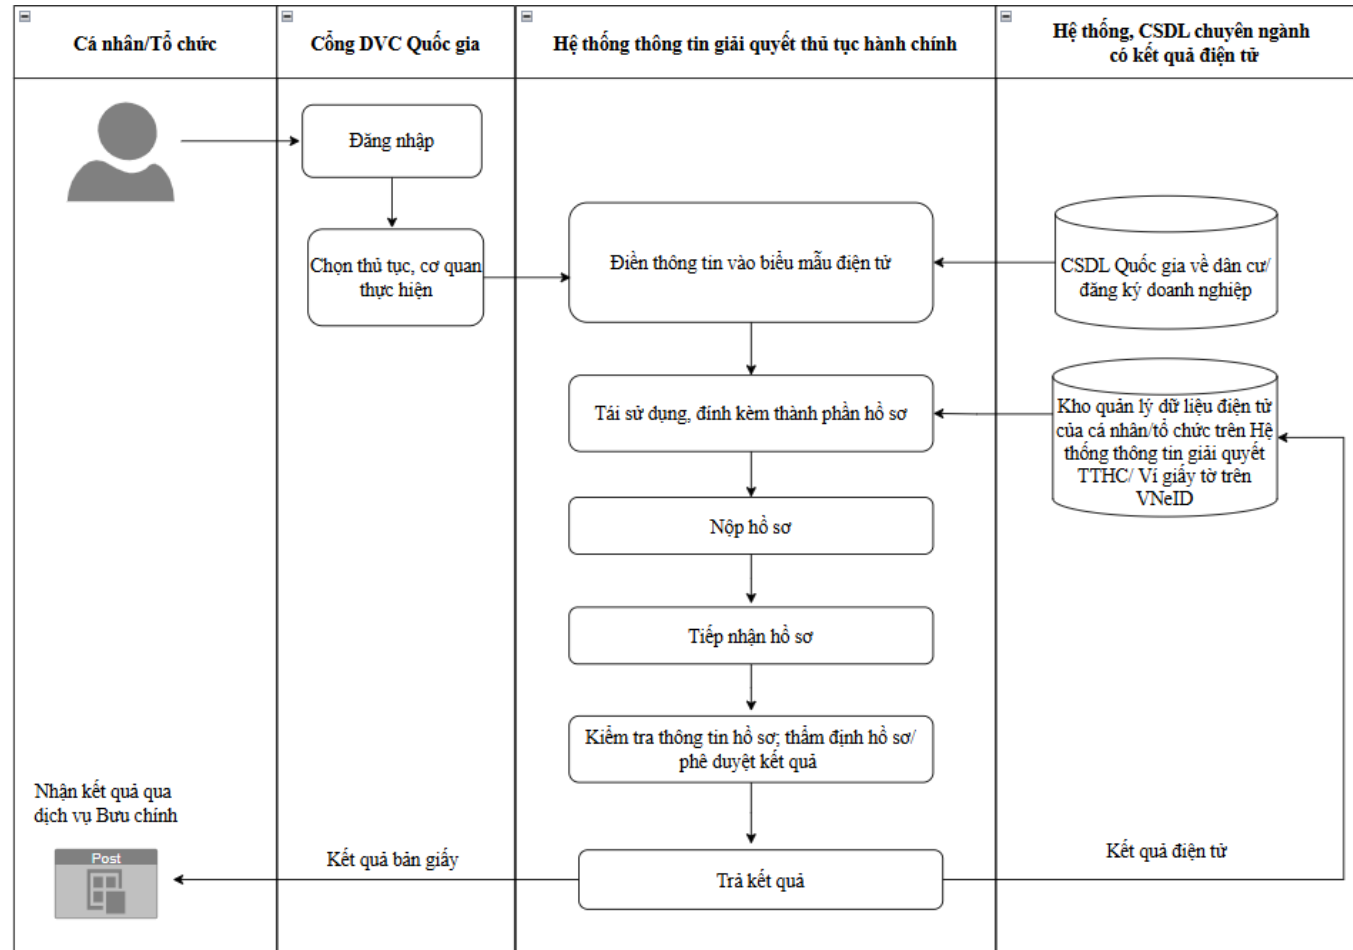 Cá nhân/Tổ chức
Cổng DVC Quốc gia
Hệ thống thông tin giải quyết thủ tục hành chính
Hệ thống, CSDL chuyên ngành
có kết quả điện tử
Đăng nhập
Chọn thủ tục, cơ quan
thực hiện
Điền thông tin vào biểu mẫu điện tử
CSDL Quốc gia về dân cư/
đăng ký doanh nghiệp
Tái sử dụng, đính kèm thành phần hồ sơ
Kho quản lý dữ liệu điện tử
của cá nhân/tổ chức trên Hệ
thống thông tin giải quyết
TTHC/ Ví giấy tờ trên
VNeID
Nộp hồ sơ
Tiếp nhận hồ sơ
Kiểm tra thông tin hồ sơ; thẩm định hồ sơ/
phê duyệt kết quả
Nhận kết quả qua
dịch vụ Bưu chính
Post
Kết quả bản giấy
Trả kết quả
Kết quả điện tử